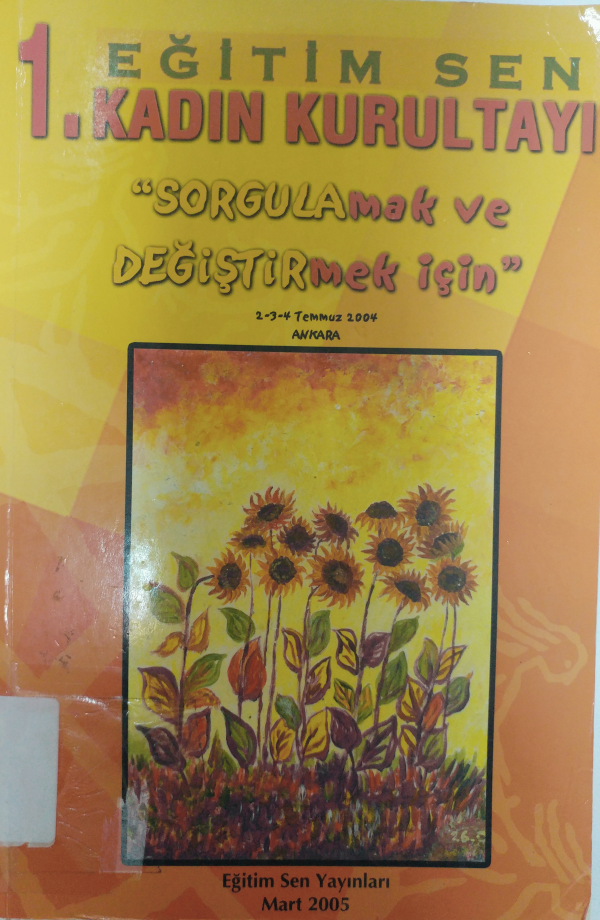 EĞİTİM SEN
1. KADIN KURULTAYI
“SORGULAmak ve
DEĞİŞTİRmek için”
2-3-4 Temmuz 2004
ANKARA
Eğitim Sen Yayınları
Mart 2005